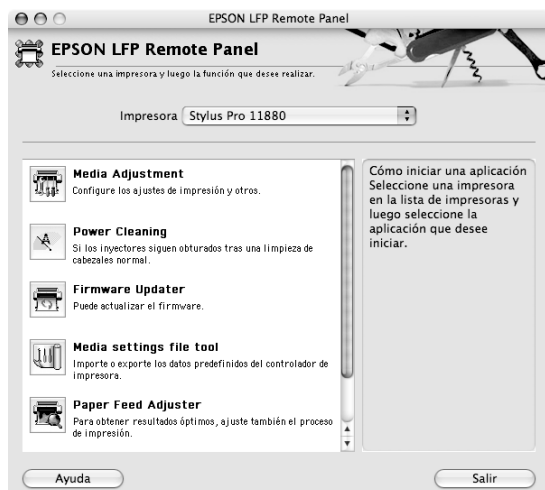 EPSON LFP Remote Panel
EPSON LFP Remote Panel
Seleccione una impresora y luego la función que desee realizar.
Impresora Stylus Pro 11880
Media Adjustment
Configure los ajustes de impresión y otros.
Power Cleaning
Si los inyectores siguen obturados tras una limpieza de
cabezales normal.
Firmware Updater
Puede actualizar el firmware.
Media settings file tool
Importe o exporte los datos predefinidos del controlador de
impresora.
Paper Feed Adjuster
Para obtener resultados óptimos, ajuste también el proceso
de impresión.
Cómo iniciar una aplicación
Seleccione una impresora
en la lista de impresoras y
luego seleccione la
aplicación que desee
iniciar.
Ayuda
Salir